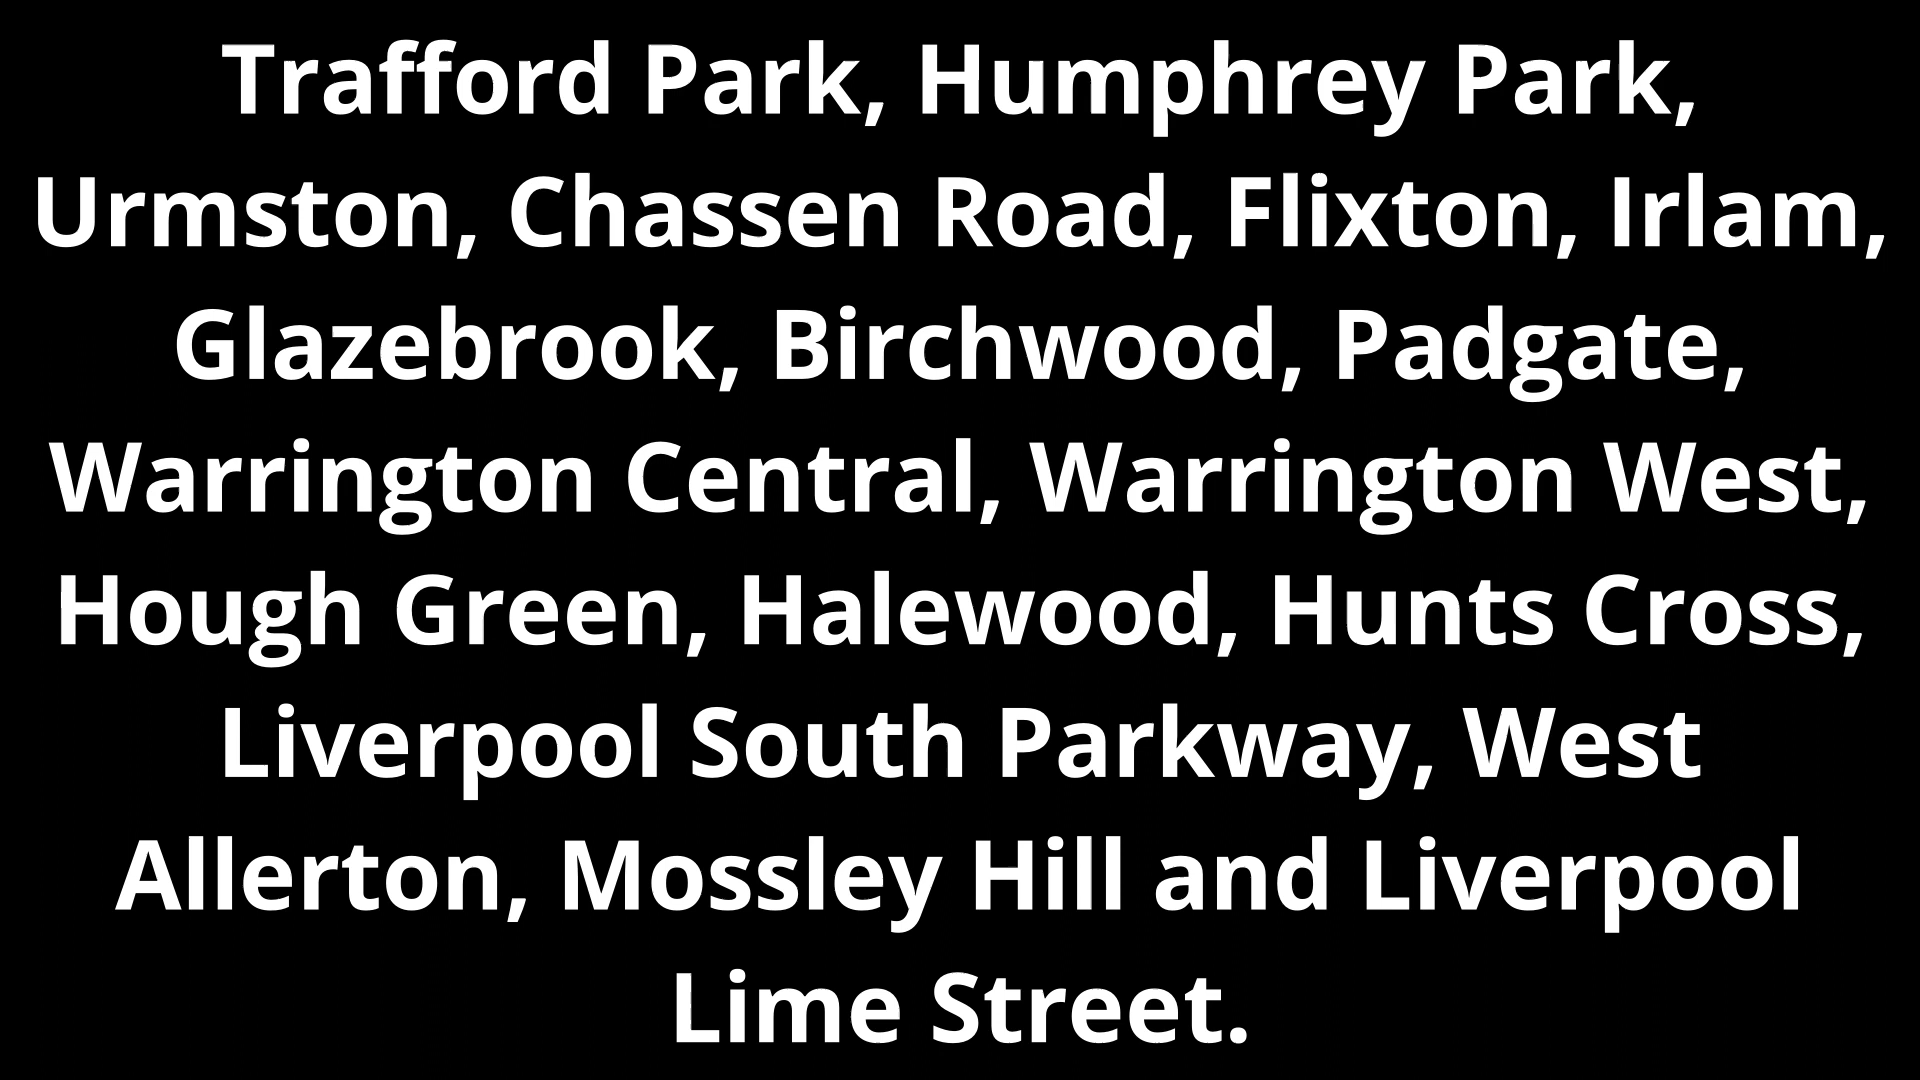 Trafford Park, Humphrey Park,
Urmston, Chassen Road, Flixton, Irlam,
Glazebrook, Birchwood, Padgate,
Warrington Central, Warrington West,
Hough Green, Halewood, Hunts Cross,
Liverpool South Parkway, West
Allerton, Mossley Hill and Liverpool
Lime Street.